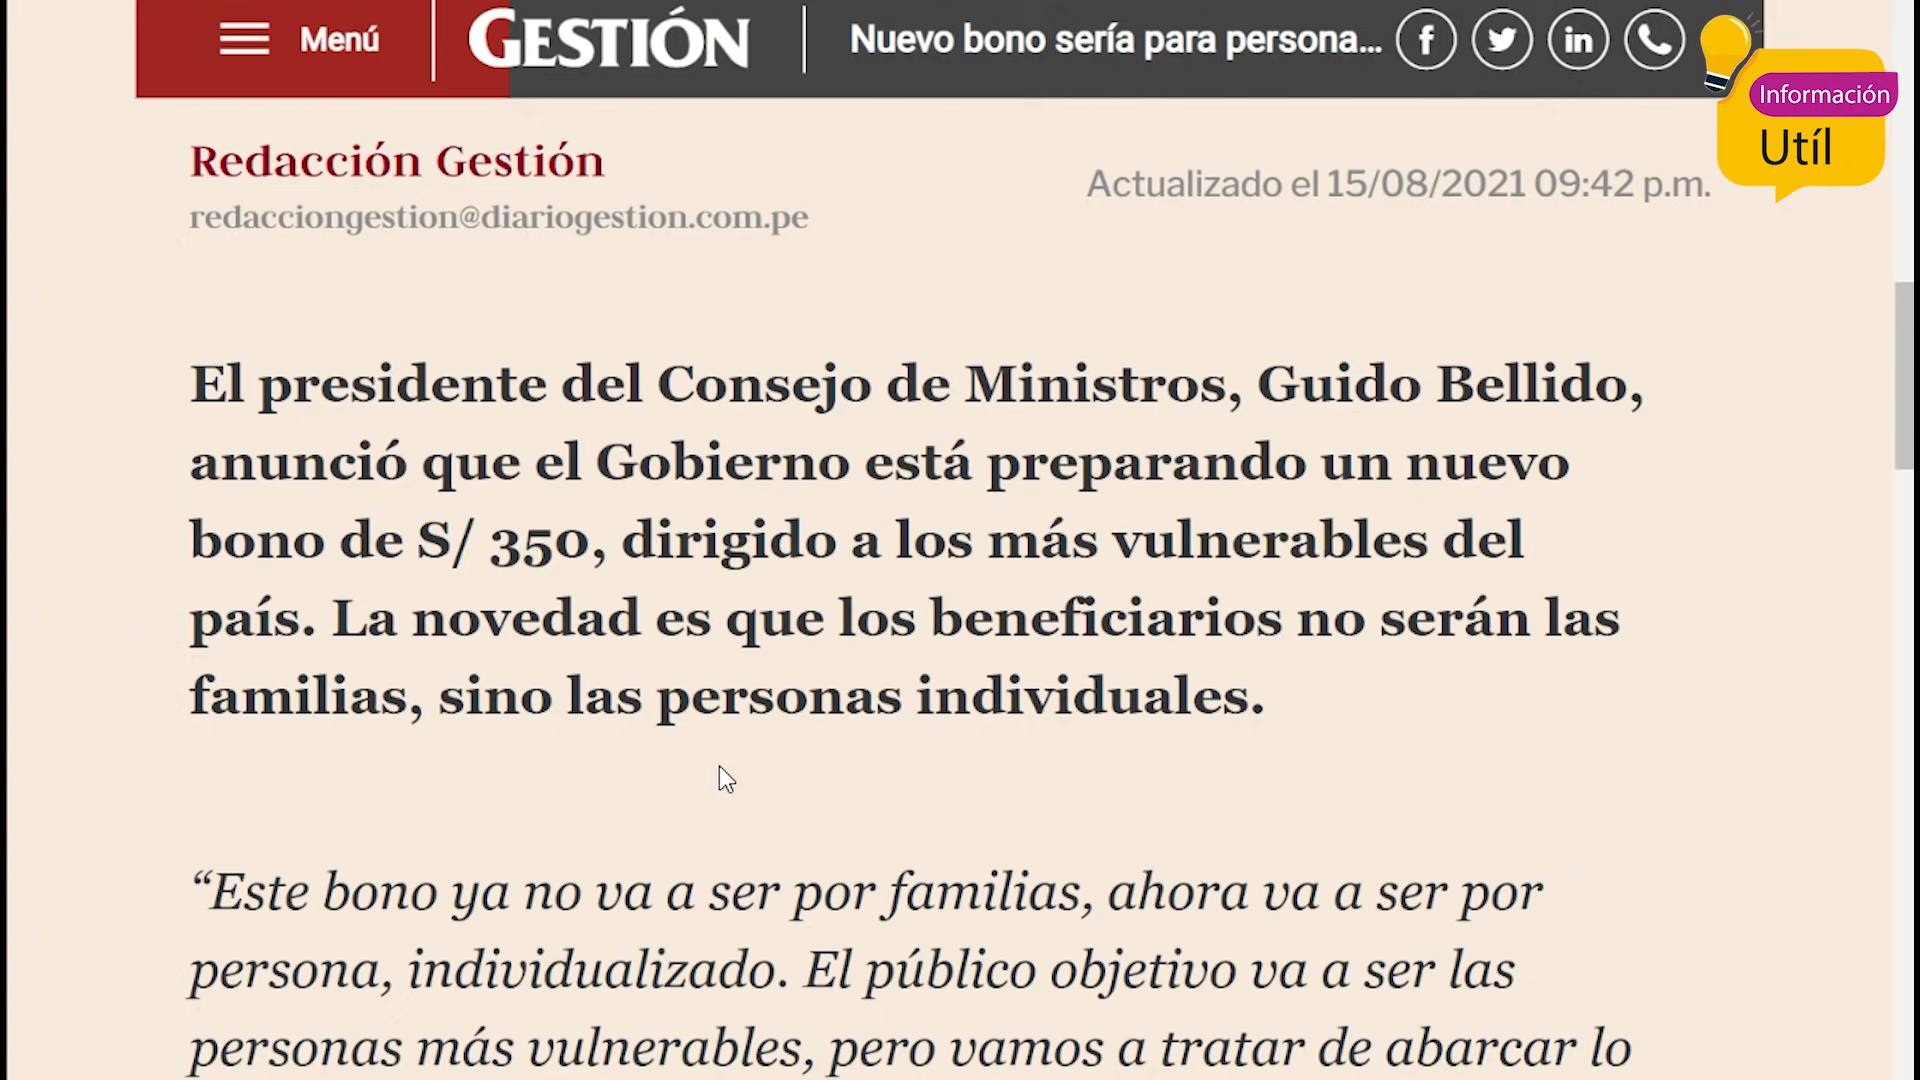 Menú
GESTIÓN
Nuevo bono sería para persona...
Información
Utíl
Redacción Gestión
redacciongestion@diariogestion.com.pe
Actualizado el 15/08/2021 09:42 p.m.
El presidente del Consejo de Ministros, Guido Bellido,
anunció que el Gobierno está preparando un nuevo
bono de S/ 350, dirigido a los más vulnerables del
país. La novedad es que los beneficiarios no serán las
familias, sino las personas individuales.
“Este bono ya no va a ser por familias, ahora va a ser por
persona, individualizado. El público objetivo va a ser las
personas más vulnerables, pero vamos a tratar de abarcar lo